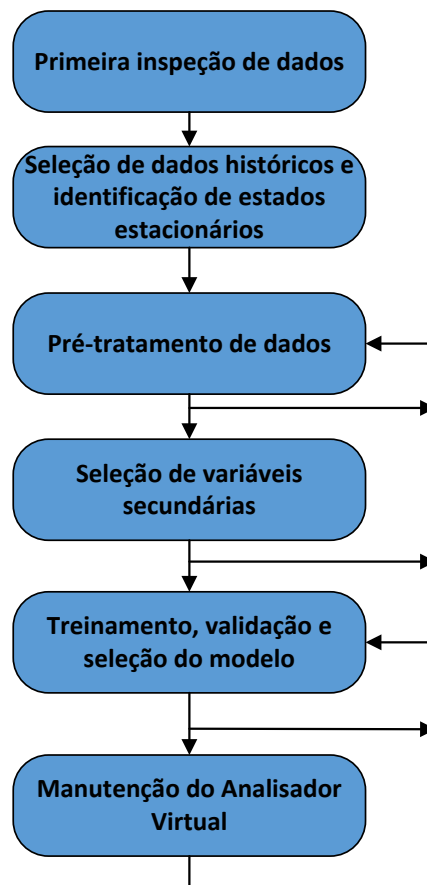 Primeira inspeção de dados
Seleção de dados históricos e
identificação de estados
estacionários
Pré-tratamento de dados
Seleção de variáveis
secundárias
Treinamento, validação e
seleção do modelo
Manutenção do Analisador
Virtual